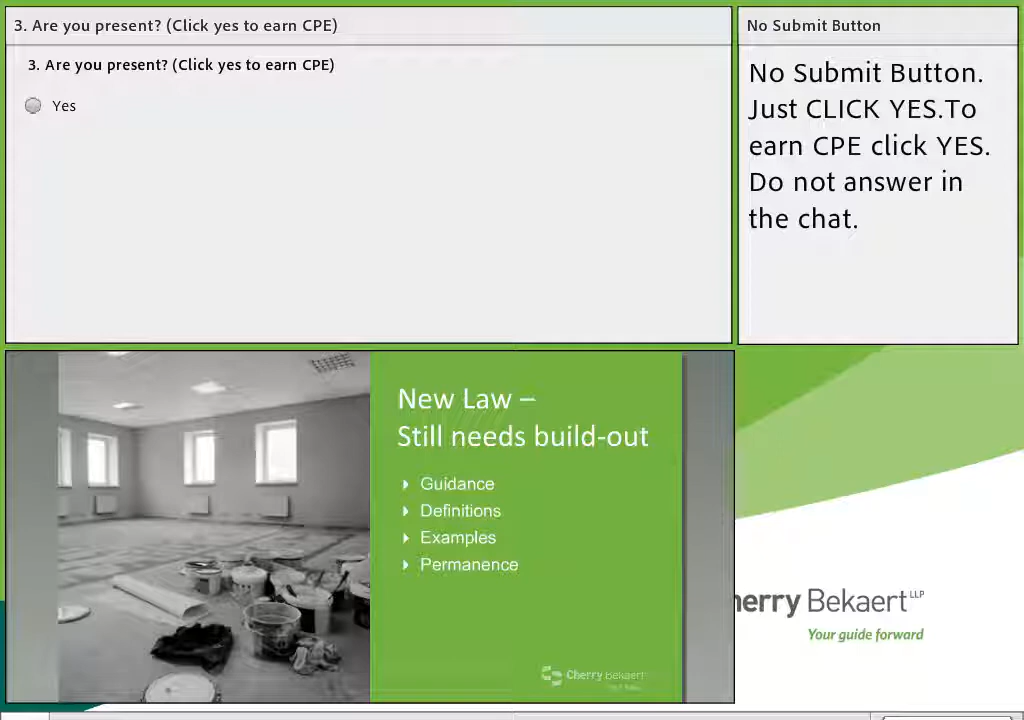 3. Are you present? (Click yes to earn CPE)
3. Are you present? (Click yes to earn CPE)
Yes
No Submit Button
No Submit Button.
Just CLICK YES.To
earn CPE click YES.
Do not answer in
the chat.
New Law –
Still needs build-out
Guidance
Definitions
Examples
Permanence
Cherry Bekaert
herry Bekaert LLP
Your guide forward